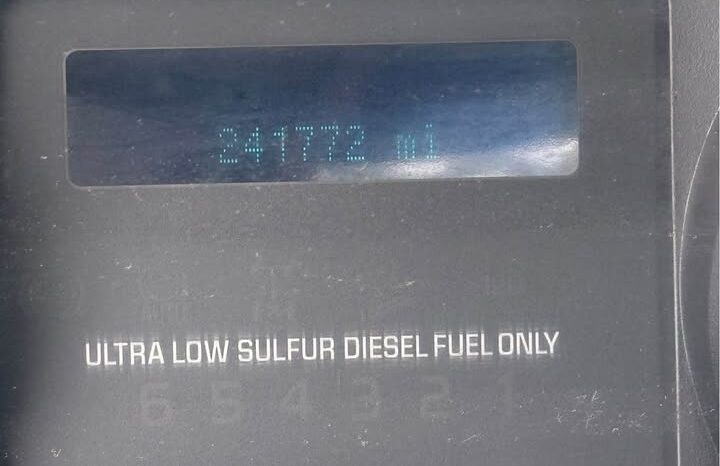 241772 mi
ULTRA LOW SULFUR DIESEL FUEL ONLY
6 5 4 3 2 1